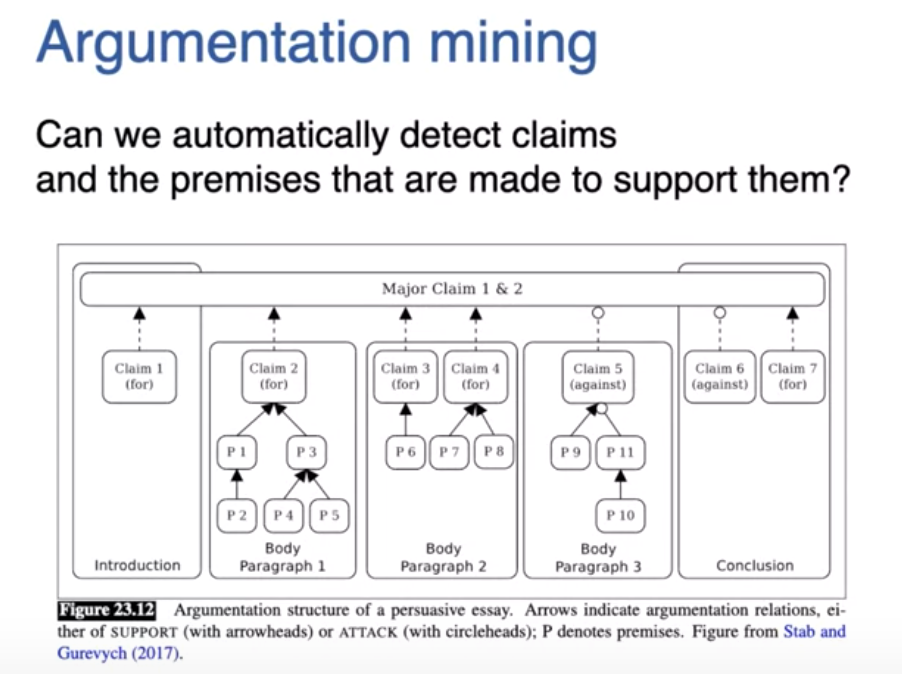 Argumentation mining
Can we automatically detect claims
and the premises that are made to support them?
Major Claim 1 & 2
Claim 1
(for)
Claim 2
(for)
Claim 3
(for)
Claim 4
(for)
Claim 5
(against)
Claim 6
(against)
Claim 7
(for)
P 1
P 3
P 6
P 7
P 8
P 9
P 11
P 2
P 4
P 5
P 10
Introduction
Body
Paragraph 1
Body
Paragraph 2
Body
Paragraph 3
Conclusion
Figure 23.12 Argumentation structure of a persuasive essay. Arrows indicate argumentation relations, ei-
ther of SUPPORT (with arrowheads) or ATTACK (with circleheads); P denotes premises. Figure from Stab and
Gurevych (2017).